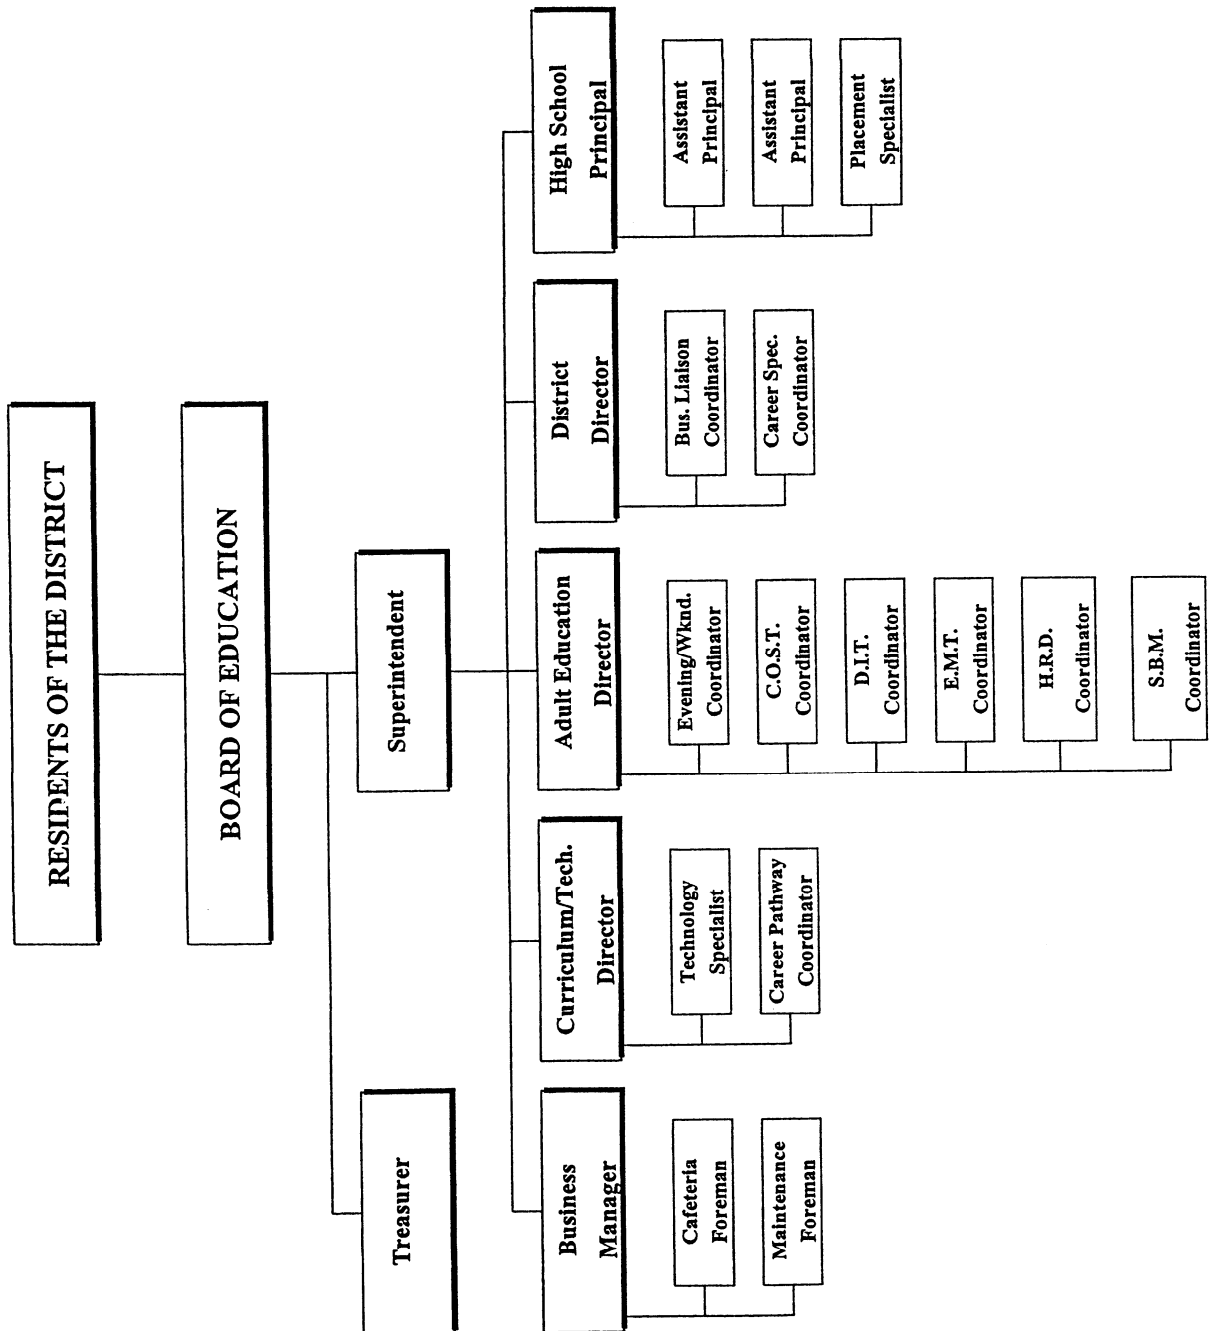 RESIDENTS OF THE DISTRICT
BOARD OF EDUCATION
Treasurer
Superintendent
Business
Manager
Cafeteria
Foreman
Maintenance
Foreman
Curriculum/Tech.
Director
Technology
Specialist
Career Pathway
Coordinator
Adult Education
Director
Evening/Wknd.
Coordinator
C.O.S.T.
Coordinator
D.I.T.
Coordinator
E.M.T.
Coordinator
H.R.D.
Coordinator
S.B.M.
Coordinator
District
Director
Bus. Liaison
Coordinator
Career Spec.
Coordinator
High School
Principal
Assistant
Principal
Assistant
Principal
Placement
Specialist